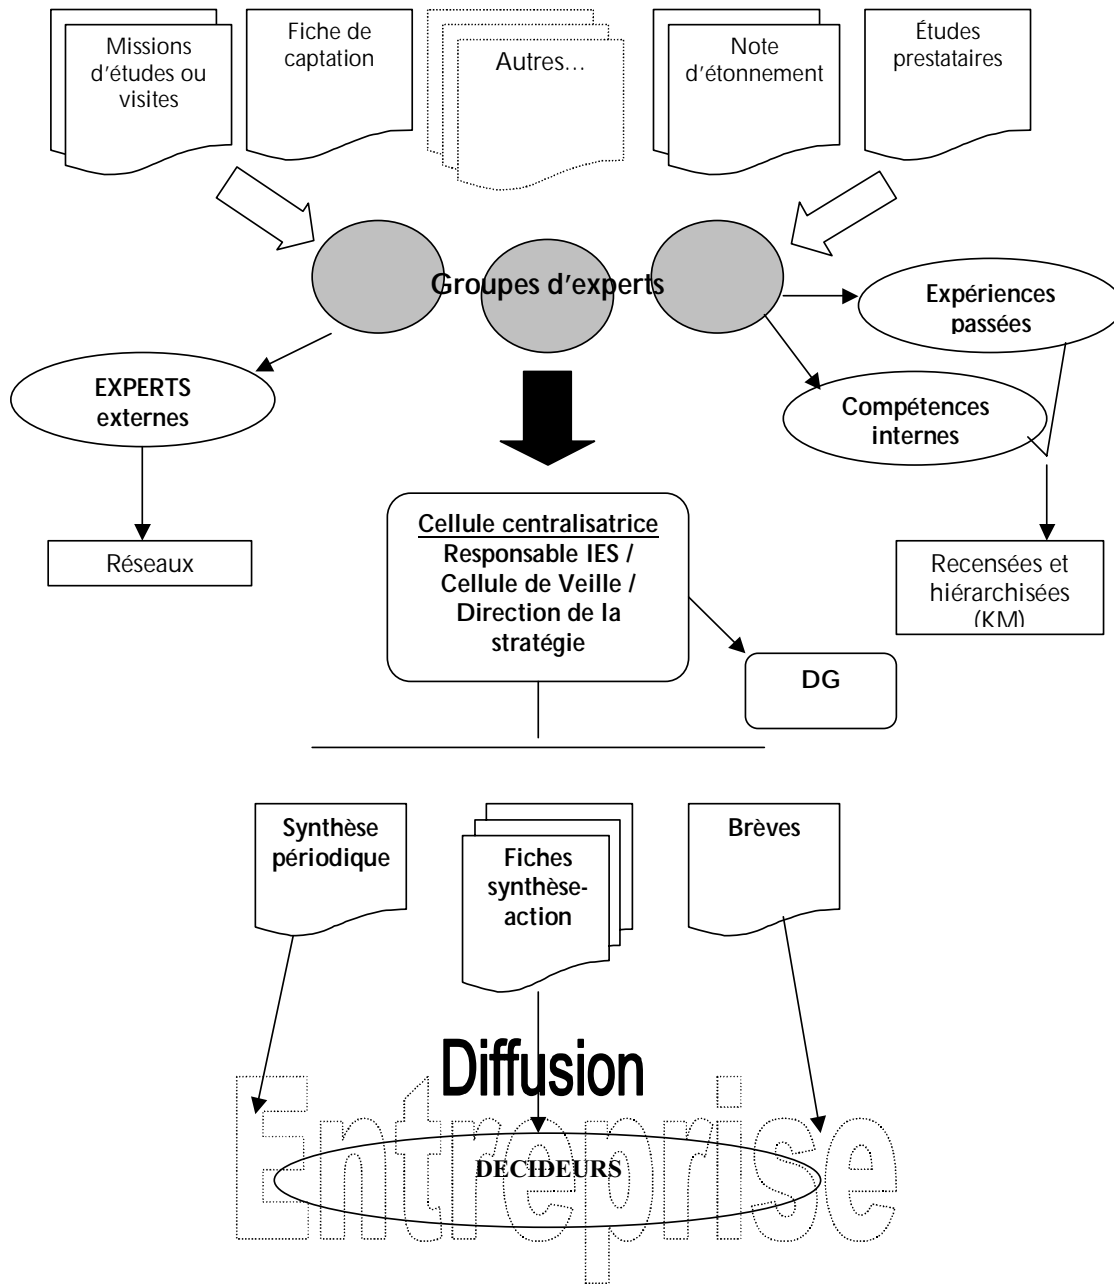 Missions
d'études ou
visites
Fiche de
captation
Autres…
Note
d'étonnement
Études
prestataires
Groupes d'experts
Expériences
passées
EXPERTS
externes
Compétences
internes
Cellule centralisatrice
Responsable IES /
Cellule de Veille /
Direction de la
stratégie
Réseaux
Recensées et
hiérarchisées
(KM)
DG
Synthèse
périodique
Fiches
synthèse-
action
Brèves
Diffusion
Entreprise
DECIDEURS